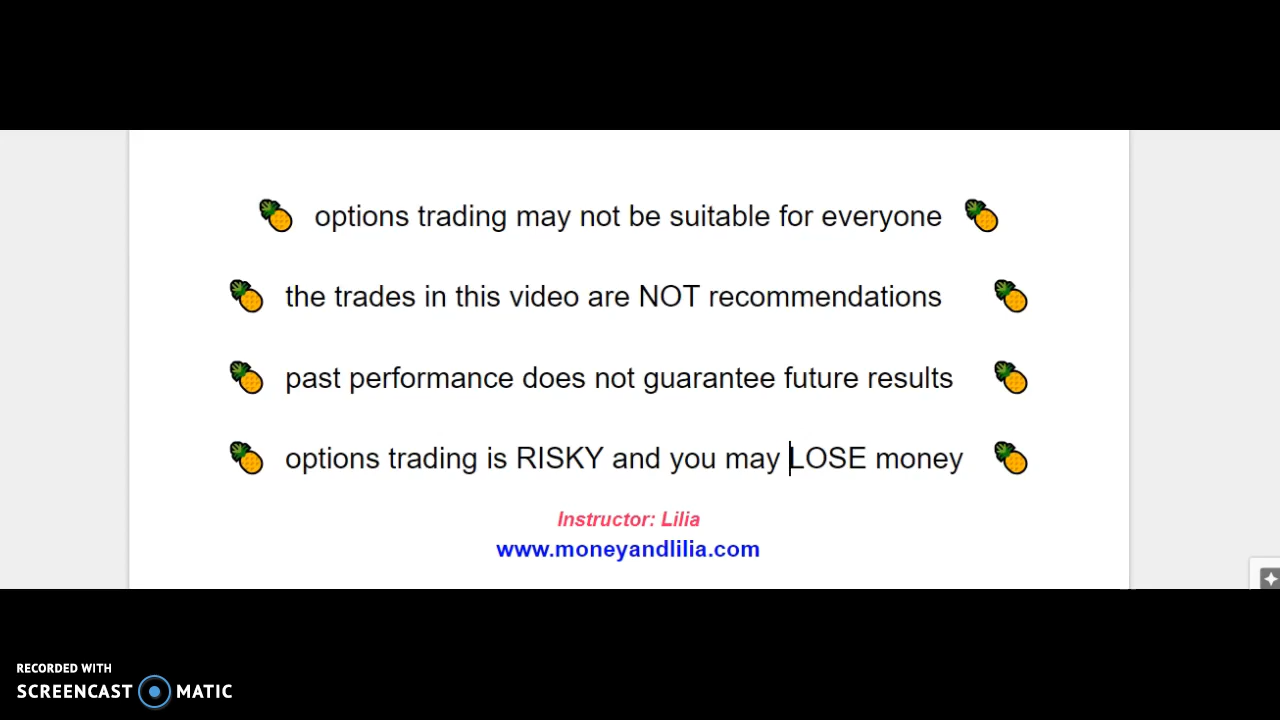 options trading may not be suitable for everyone
the trades in this video are NOT recommendations
past performance does not guarantee future results
options trading is RISKY and you may LOSE money
Instructor: Lilia
www.moneyandlilia.com
RECORDED WITH
SCREENCAST MATIC